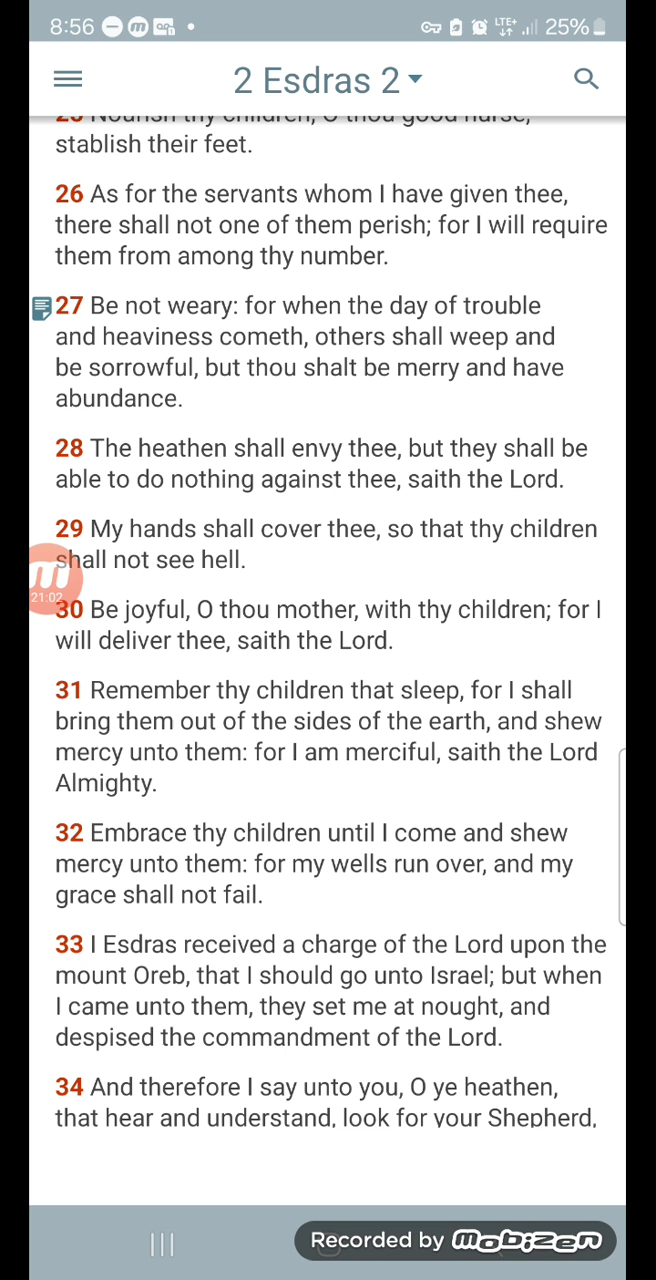 8:56
LTE+ 25%
2 Esdras 2
25 Nourish thy children, O thou good nurse,
stablish their feet.
26 As for the servants whom I have given thee,
there shall not one of them perish; for I will require
them from among thy number.
27 Be not weary: for when the day of trouble
and heaviness cometh, others shall weep and
be sorrowful, but thou shalt be merry and have
abundance.
28 The heathen shall envy thee, but they shall be
able to do nothing against thee, saith the Lord.
29 My hands shall cover thee, so that thy children
shall not see hell.
m
21:02
30 Be joyful, O thou mother, with thy children; for I
will deliver thee, saith the Lord.
31 Remember thy children that sleep, for I shall
bring them out of the sides of the earth, and shew
mercy unto them: for I am merciful, saith the Lord
Almighty.
32 Embrace thy children until I come and shew
mercy unto them: for my wells run over, and my
grace shall not fail.
33 I Esdras received a charge of the Lord upon the
mount Oreb, that I should go unto Israel; but when
I came unto them, they set me at nought, and
despised the commandment of the Lord.
34 And therefore I say unto you, O ye heathen,
that hear and understand, look for your Shepherd,
Recorded by mobizen